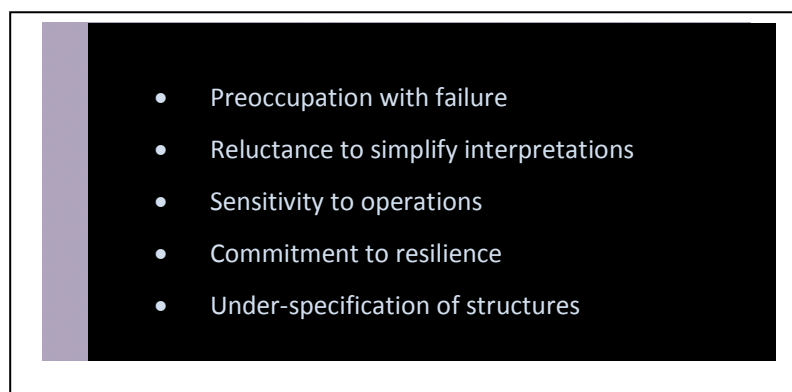 • Preoccupation with failure
• Reluctance to simplify interpretations
• Sensitivity to operations
• Commitment to resilience
• Under-specification of structures